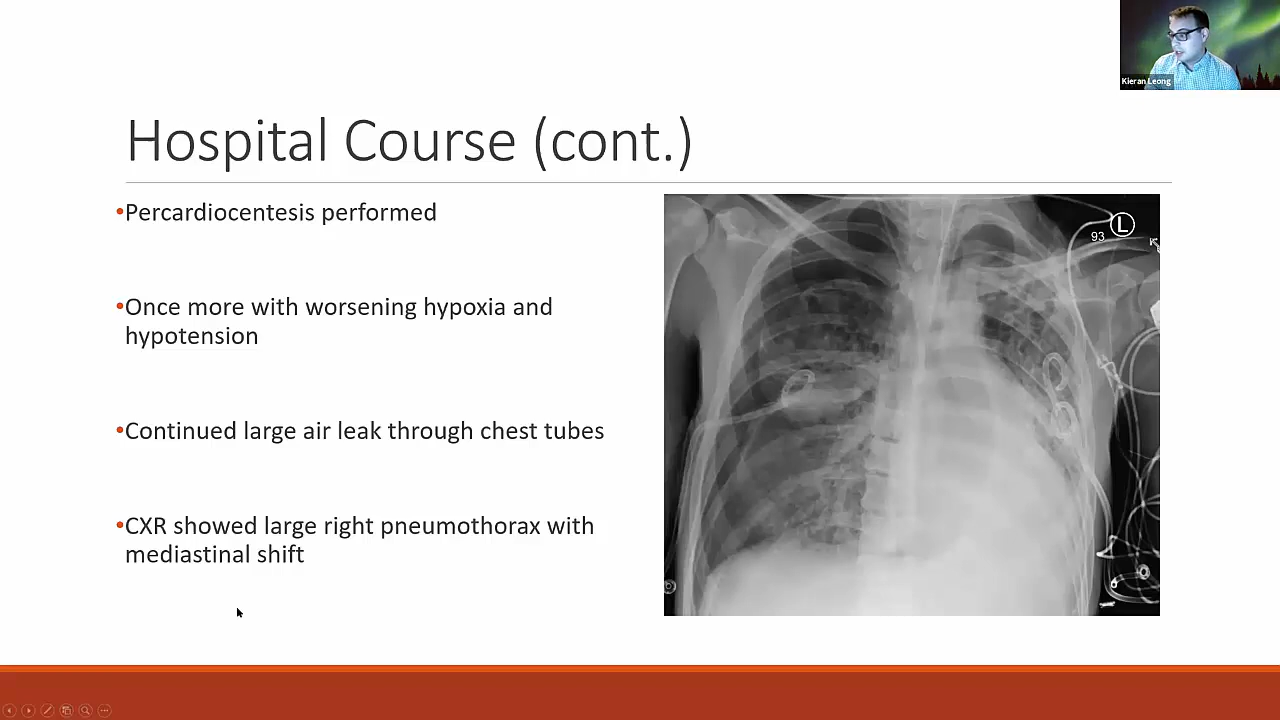 Kieran Leong
Hospital Course (cont.)
•Percardiocentesis performed
•Once more with worsening hypoxia and
hypotension
•Continued large air leak through chest tubes
•CXR showed large right pneumothorax with
mediastinal shift
L
93